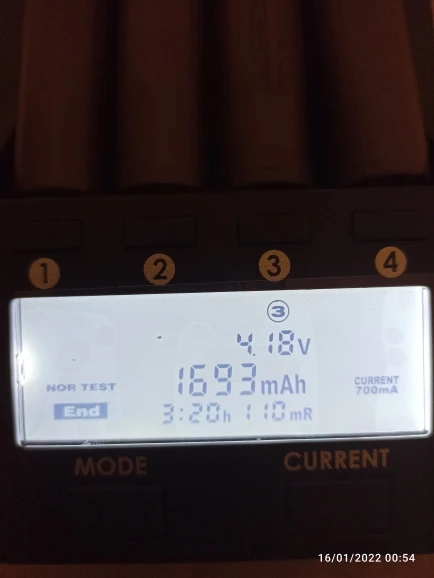 1 2 3 4
3
4.18V
1693mAh
NOR TEST
CURRENT
700mA
End
3:20h 110mR
MODE CURRENT
16/01/2022 00:54